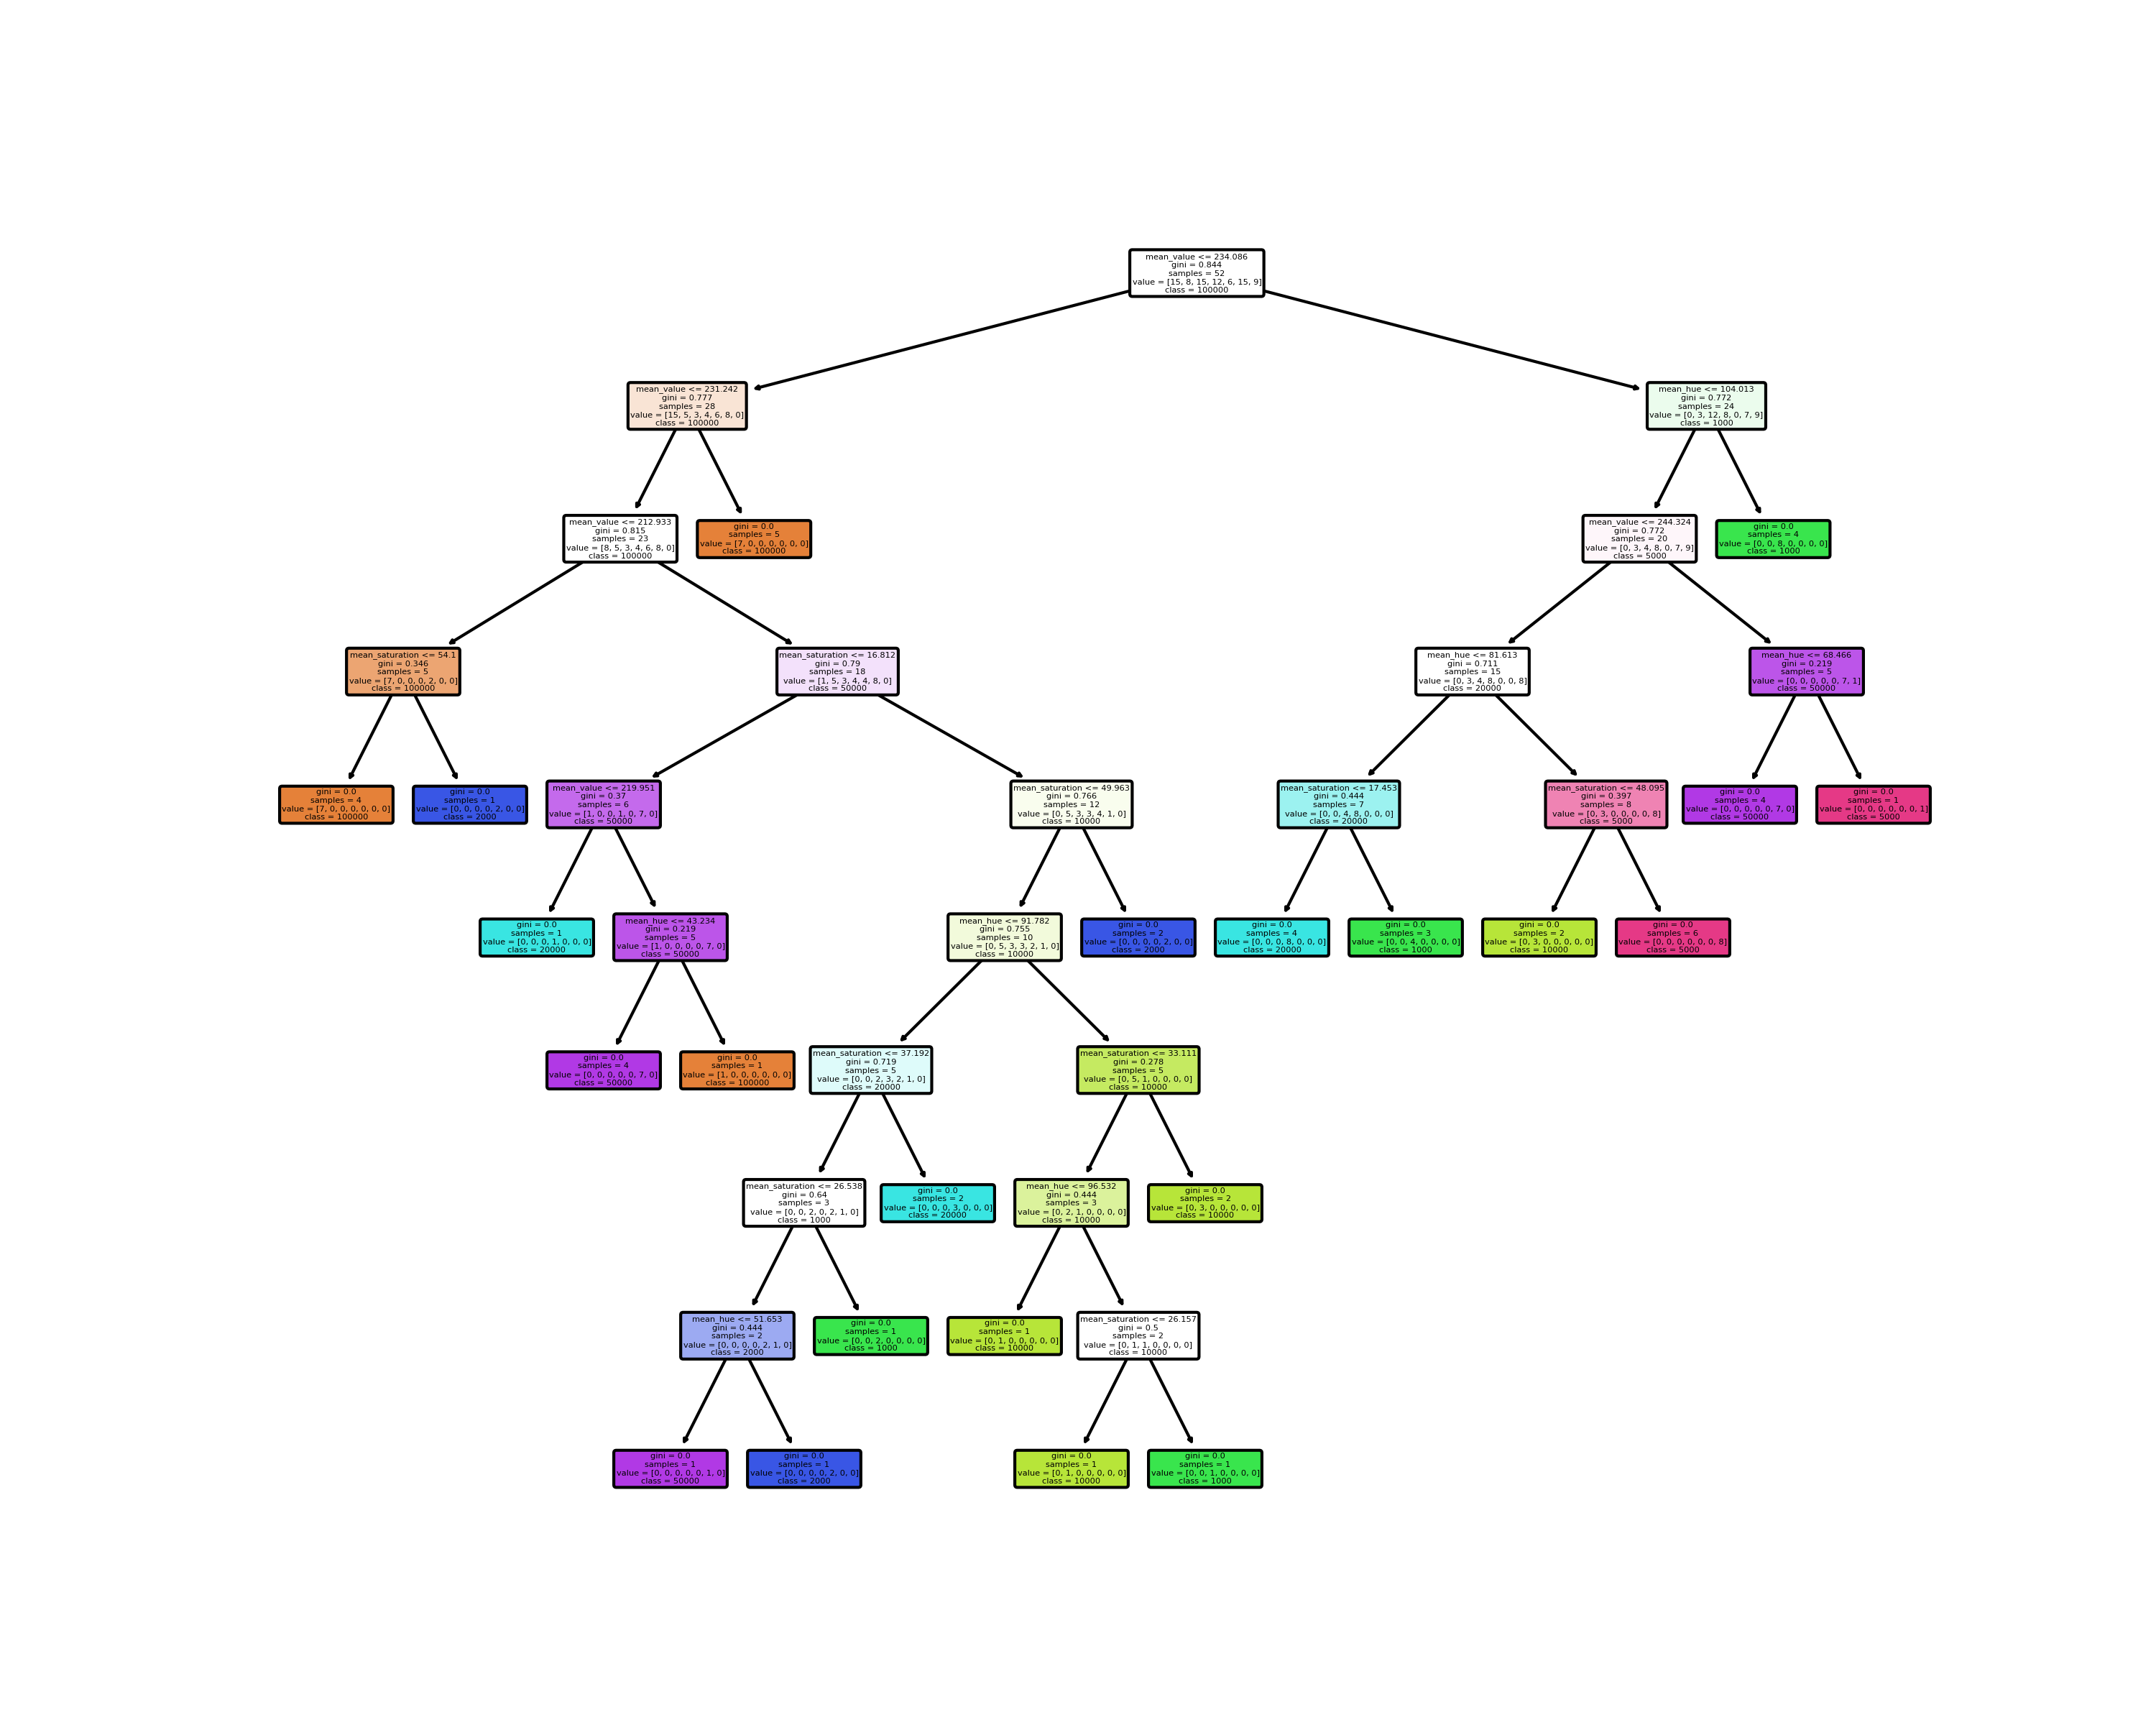 mean_value <= 234.086
gini = 0.844
samples = 52
value = [15, 8, 15, 12, 6, 15, 9]
class = 100000
mean_value <= 231.242
gini = 0.777
samples = 28
value = [15, 5, 3, 4, 6, 8, 0]
class = 100000
mean_hue <= 104.013
gini = 0.772
samples = 24
value = [0, 3, 12, 8, 0, 7, 9]
class = 1000
mean_value <= 212.933
gini = 0.815
samples = 23
value = [8, 5, 3, 4, 6, 8, 0]
class = 100000
gini = 0.0
samples = 5
value = [7, 0, 0, 0, 0, 0, 0]
class = 100000
mean_value <= 244.324
gini = 0.772
samples = 20
value = [0, 3, 4, 8, 0, 7, 9]
class = 5000
gini = 0.0
samples = 4
value = [0, 0, 8, 0, 0, 0, 0]
class = 1000
mean_saturation <= 54.1
gini = 0.346
samples = 5
value = [7, 0, 0, 0, 2, 0, 0]
class = 100000
mean_saturation <= 16.812
gini = 0.79
samples = 18
value = [1, 5, 3, 4, 4, 8, 0]
class = 50000
mean_hue <= 81.613
gini = 0.711
samples = 15
value = [0, 3, 4, 8, 0, 0, 8]
class = 20000
mean_hue <= 68.466
gini = 0.219
samples = 5
value = [0, 0, 0, 0, 0, 7, 1]
class = 50000
gini = 0.0
samples = 4
value = [7, 0, 0, 0, 0, 0, 0]
class = 100000
gini = 0.0
samples = 1
value = [0, 0, 0, 0, 2, 0, 0]
class = 2000
mean_value <= 219.951
gini = 0.37
samples = 6
value = [1, 0, 0, 1, 0, 7, 0]
class = 50000
mean_saturation <= 49.963
gini = 0.766
samples = 12
value = [0, 5, 3, 3, 4, 1, 0]
class = 10000
mean_saturation <= 17.453
gini = 0.444
samples = 7
value = [0, 0, 4, 8, 0, 0, 0]
class = 20000
mean_saturation <= 48.095
gini = 0.397
samples = 8
value = [0, 3, 0, 0, 0, 0, 8]
class = 5000
gini = 0.0
samples = 4
value = [0, 0, 0, 0, 0, 7, 0]
class = 50000
gini = 0.0
samples = 1
value = [0, 0, 0, 0, 0, 0, 1]
class = 5000
gini = 0.0
samples = 1
value = [0, 0, 0, 1, 0, 0, 0]
class = 20000
mean_hue <= 43.234
gini = 0.219
samples = 5
value = [1, 0, 0, 0, 0, 7, 0]
class = 50000
mean_hue <= 91.782
gini = 0.755
samples = 10
value = [0, 5, 3, 3, 2, 1, 0]
class = 10000
gini = 0.0
samples = 2
value = [0, 0, 0, 0, 2, 0, 0]
class = 2000
gini = 0.0
samples = 4
value = [0, 0, 0, 8, 0, 0, 0]
class = 20000
gini = 0.0
samples = 3
value = [0, 0, 4, 0, 0, 0, 0]
class = 1000
gini = 0.0
samples = 2
value = [0, 3, 0, 0, 0, 0, 0]
class = 10000
gini = 0.0
samples = 6
value = [0, 0, 0, 0, 0, 0, 8]
class = 5000
gini = 0.0
samples = 4
value = [0, 0, 0, 0, 0, 7, 0]
class = 50000
gini = 0.0
samples = 1
value = [1, 0, 0, 0, 0, 0, 0]
class = 100000
mean_saturation <= 37.192
gini = 0.719
samples = 5
value = [0, 0, 2, 3, 2, 1, 0]
class = 20000
mean_saturation <= 33.111
gini = 0.278
samples = 5
value = [0, 5, 1, 0, 0, 0, 0]
class = 10000
mean_saturation <= 26.538
gini = 0.64
samples = 3
value = [0, 0, 2, 0, 2, 1, 0]
class = 1000
gini = 0.0
samples = 2
value = [0, 0, 0, 3, 0, 0, 0]
class = 20000
mean_hue <= 96.532
gini = 0.444
samples = 3
value = [0, 2, 1, 0, 0, 0, 0]
class = 10000
gini = 0.0
samples = 2
value = [0, 3, 0, 0, 0, 0, 0]
class = 10000
mean_hue <= 51.653
gini = 0.444
samples = 2
value = [0, 0, 0, 0, 2, 1, 0]
class = 2000
gini = 0.0
samples = 1
value = [0, 0, 2, 0, 0, 0, 0]
class = 1000
gini = 0.0
samples = 1
value = [0, 1, 0, 0, 0, 0, 0]
class = 10000
mean_saturation <= 26.157
gini = 0.5
samples = 2
value = [0, 1, 1, 0, 0, 0, 0]
class = 10000
gini = 0.0
samples = 1
value = [0, 0, 0, 0, 0, 1, 0]
class = 50000
gini = 0.0
samples = 1
value = [0, 0, 0, 0, 2, 0, 0]
class = 2000
gini = 0.0
samples = 1
value = [0, 1, 0, 0, 0, 0, 0]
class = 10000
gini = 0.0
samples = 1
value = [0, 0, 1, 0, 0, 0, 0]
class = 1000